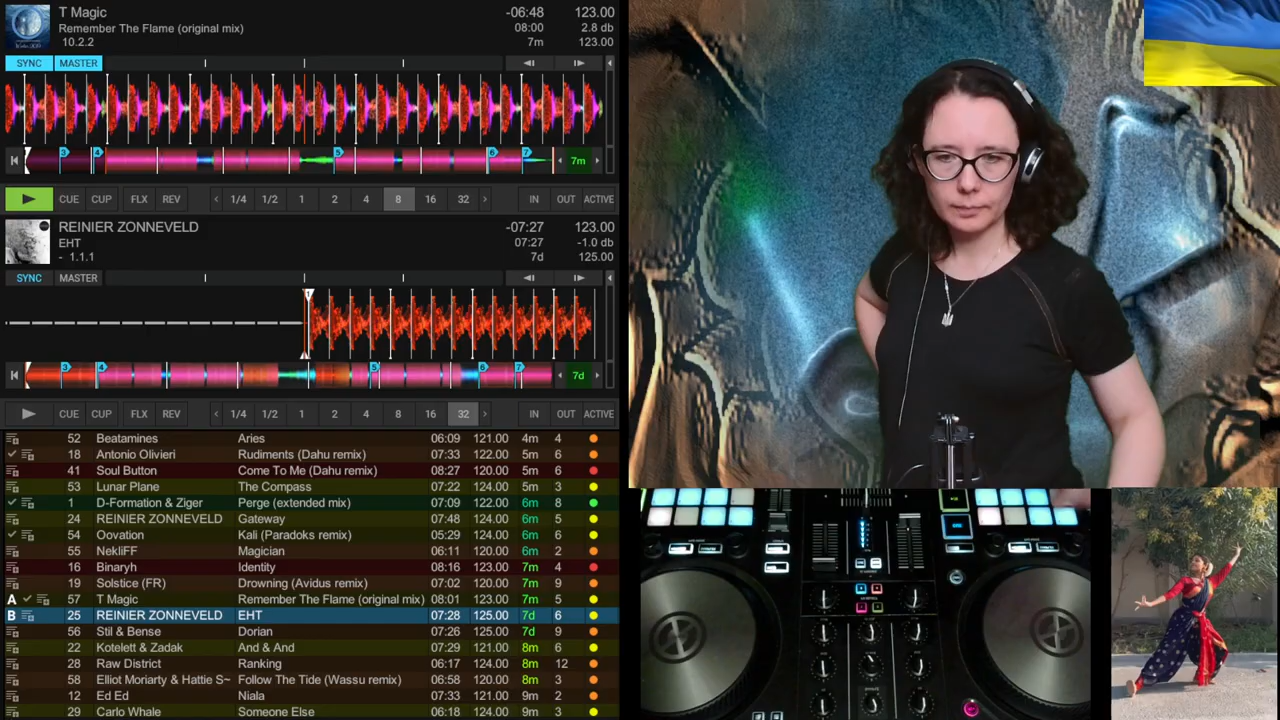 T Magic -06:48 123.00
Remember The Flame (original mix) 08:00 2.8 db
10.2.2 7m 123.00
SYNC MASTER
3 4 5 6 7 7m
CUE CUP FLX REV < 1/4 1/2 1 2 4 8 16 32 > IN OUT ACTIVE
REINIER ZONNEVELD -07:27 123.00
EHT 07:27 -1.0 db
- 1.1.1 7d 125.00
SYNC MASTER
1
3 4 5 6 7 7d
CUE CUP FLX REV < 1/4 1/2 1 2 4 8 16 32 > IN OUT ACTIVE
52 Beatamines Aries 06:09 121.00 4m 4
18 Antonio Olivieri Rudiments (Dahu remix) 07:33 122.00 5m 6
41 Soul Button Come To Me (Dahu remix) 08:27 120.00 5m 6
53 Lunar Plane The Compass 07:22 124.00 5m 3
1 D-Formation & Ziger Perge (extended mix) 07:09 122.00 6m 8
24 REINIER ZONNEVELD Gateway 07:48 124.00 6m 5
54 Oovation Kali (Paradoks remix) 05:29 124.00 6m 6
55 NekliFF Magician 06:11 120.00 6m 2
16 Binaryh Identity 08:16 123.00 7m 4
19 Solstice (FR) Drowning (Avidus remix) 07:02 120.00 7m 9
A 57 T Magic Remember The Flame (original mix) 08:01 123.00 7m 5
B 25 REINIER ZONNEVELD EHT 07:28 125.00 7d 6
56 Stil & Bense Dorian 07:26 125.00 7d 9
22 Kotelett & Zadak And & And 07:29 121.00 8m 6
28 Raw District Ranking 06:17 124.00 8m 12
58 Elliot Moriarty & Hattie S~ Follow The Tide (Wassu remix) 06:58 120.00 8m 3
12 Ed Ed Niala 07:33 121.00 9m 2
29 Carlo Whale Someone Else 06:18 124.00 9m 3